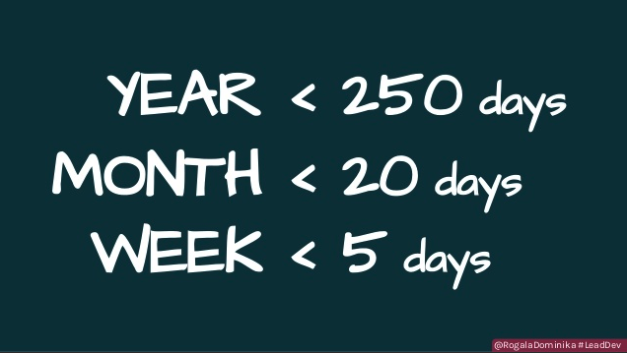 YEAR < 250 days
MONTH < 20 days
WEEK < 5 days
@RogalaDominika #LeadDev